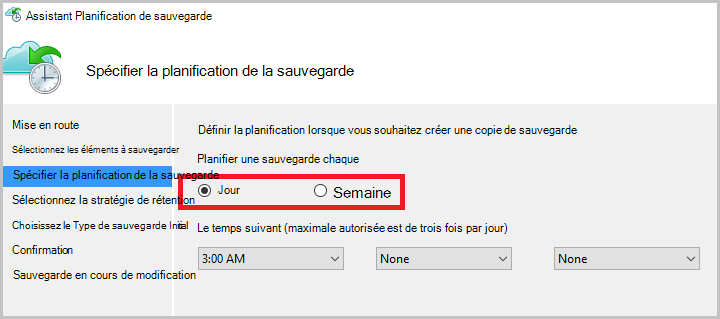 Assistant Planification de sauvegarde
Spécifier la planification de la sauvegarde
Mise en route
Sélectionnez les éléments à sauvegarder
Spécifier la planification de la sauvegarde
Sélectionnez la stratégie de rétention
Choisissez le Type de sauvegarde Initial
Confirmation
Sauvegarde en cours de modification
Définir la planification lorsque vous souhaitez créer une copie de sauvegarde
Planifier une sauvegarde chaque
Jour Semaine
Le temps suivant (maximale autorisée est de trois fois par jour)
3:00 AM None None